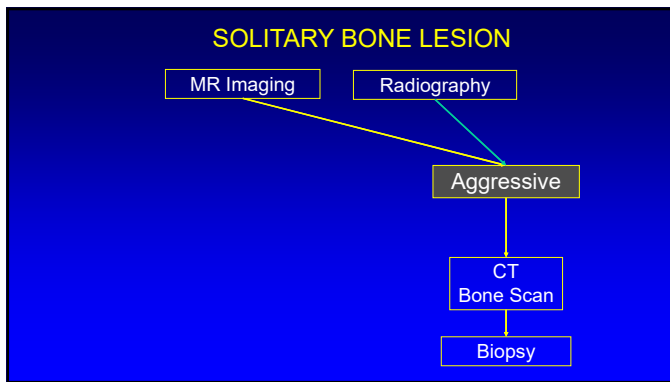 SOLITARY BONE LESION
MR Imaging
Radiography
Aggressive
CT
Bone Scan
Biopsy